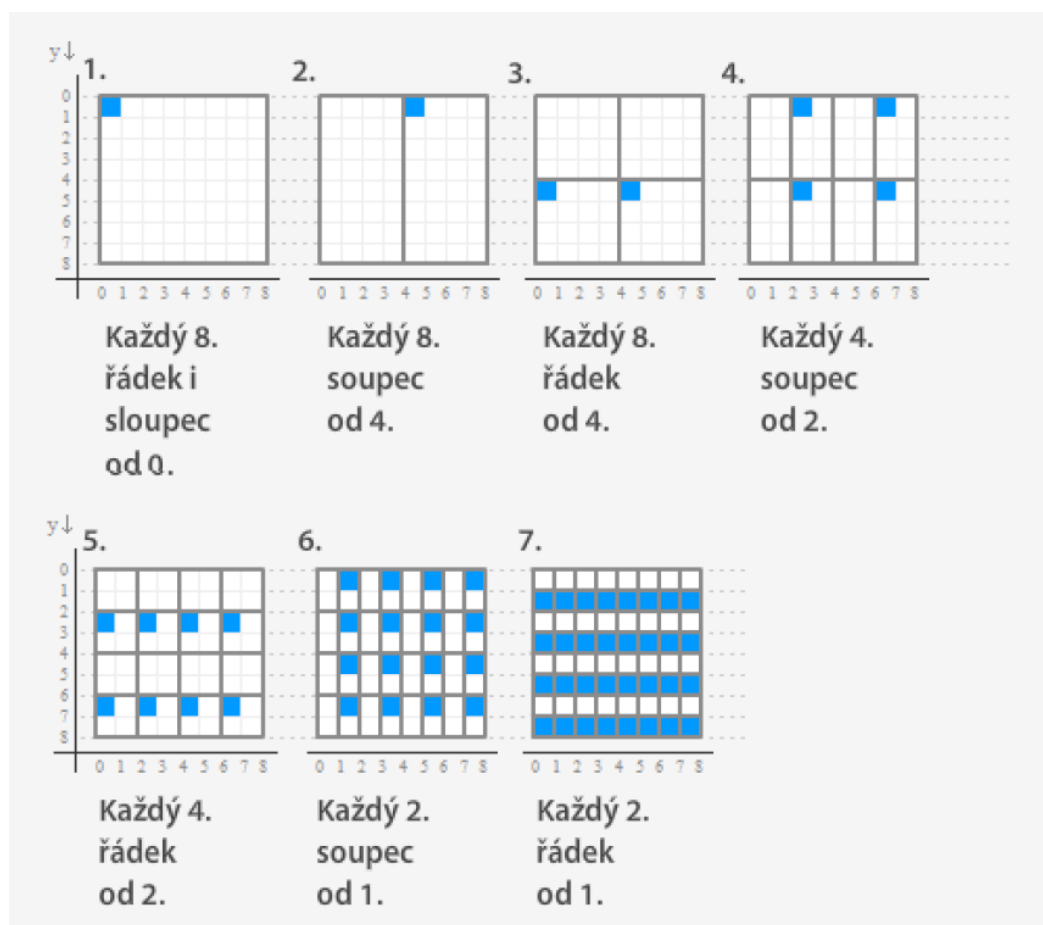 y↓
1. 2. 3. 4.
0
1
2
3
4
5
6
7
8
0 1 2 3 4 5 6 7 8
0 1 2 3 4 5 6 7 8
0 1 2 3 4 5 6 7 8
0 1 2 3 4 5 6 7 8
Každý 8.
řádek i
sloupec
od 0.
Každý 8.
soupec
od 4.
Každý 8.
řádek
od 4.
Každý 4.
soupec
od 2.
y↓
5. 6. 7.
0
1
2
3
4
5
6
7
8
0 1 2 3 4 5 6 7 8
0 1 2 3 4 5 6 7 8
0 1 2 3 4 5 6 7 8
Každý 4.
řádek
od 2.
Každý 2.
soupec
od 1.
Každý 2.
řádek
od 1.